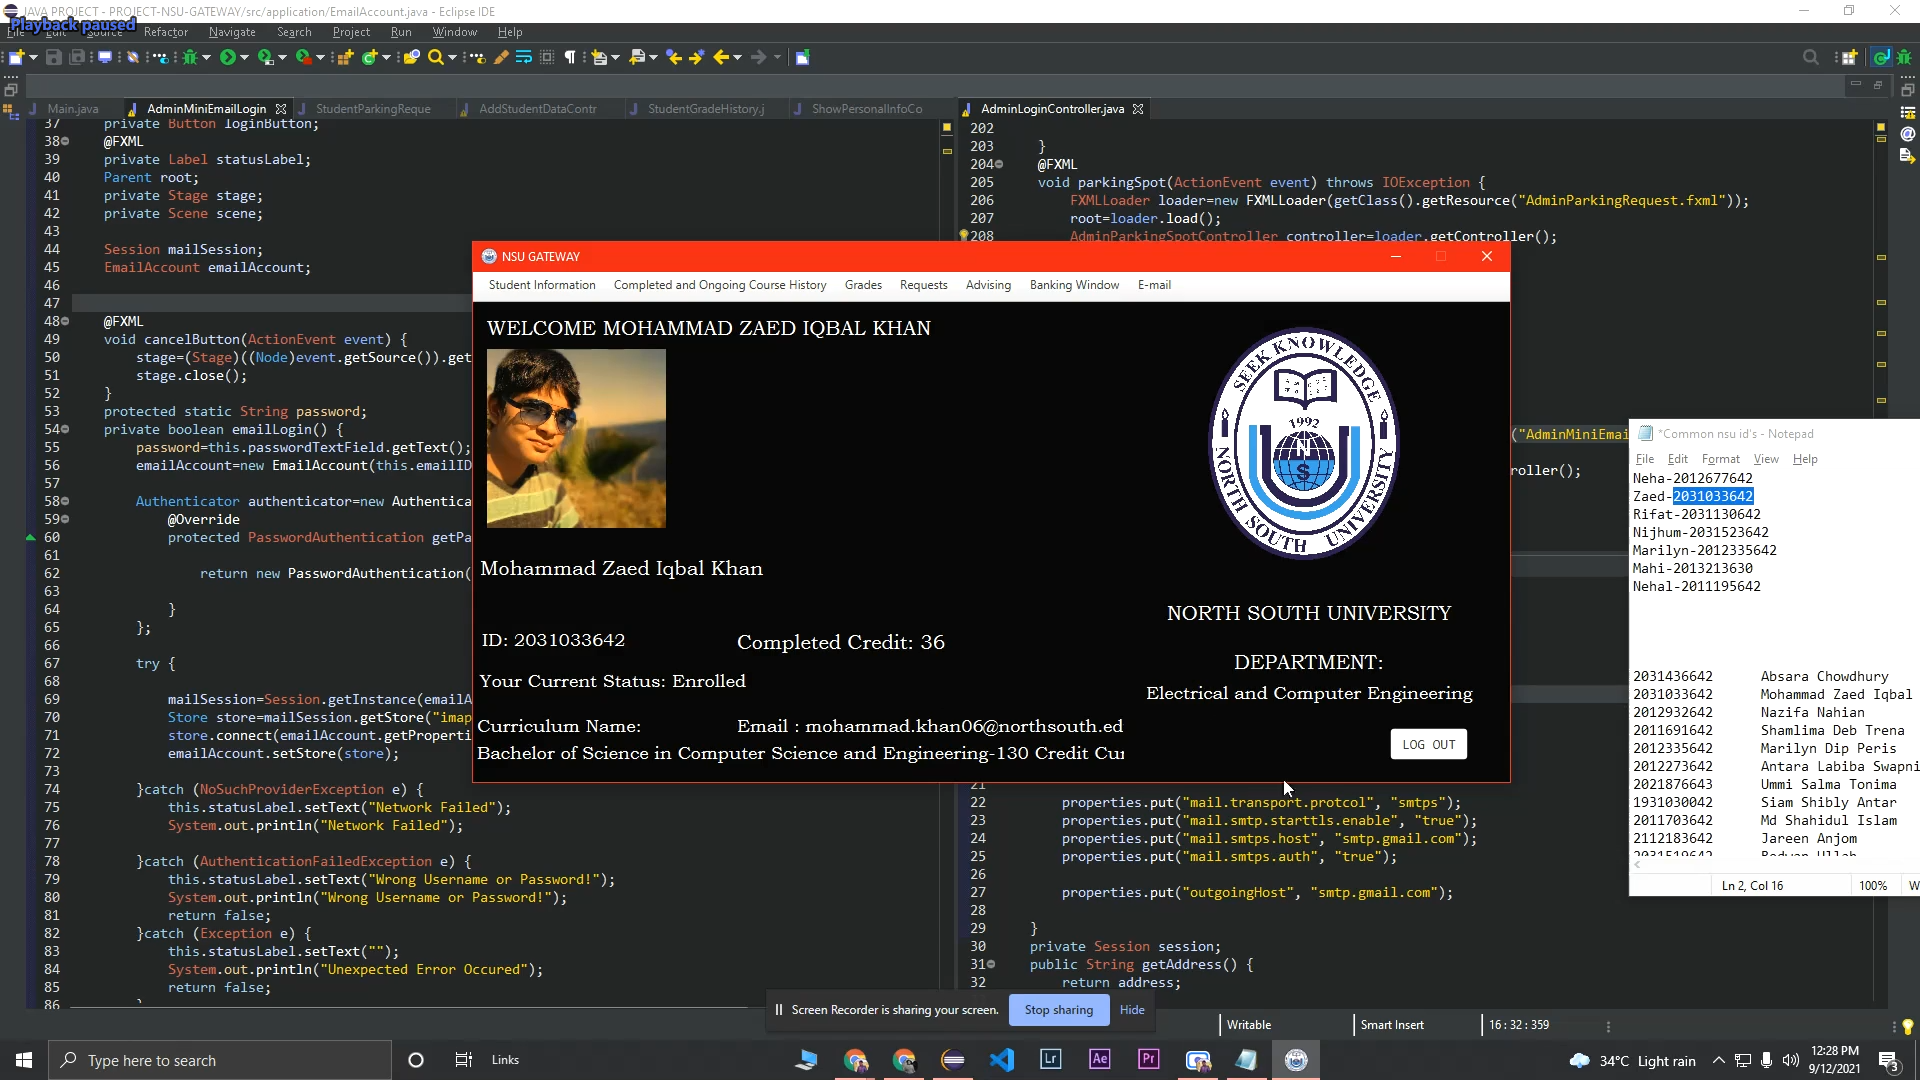 JAVA PROJECT - PROJECT-NSU-GATEWAY/src/application/EmailAccount.java - Eclipse IDE
Playback paused
File Edit Source Refactor Navigate Search Project Run Window Help
Main.java AdminMiniEmailLogin StudentParkingReque AddStudentDataContr StudentGradeHistory.j ShowPersonalInfoCo
37 private Button loginButton;
38 @FXML
39 private Label statusLabel;
40 Parent root;
41 private Stage stage;
42 private Scene scene;
43
44 Session mailSession;
45 EmailAccount emailAccount;
46
47
48 @FXML
49 void cancelButton(ActionEvent event) {
50 stage=(Stage)((Node)event.getSource()).get
51 stage.close();
52 }
53 protected static String password;
54 private boolean emailLogin() {
55 password=this.passwordTextField.getText();
56 emailAccount=new EmailAccount(this.emailID
57
58 Authenticator authenticator=new Authentica
59 @Override
60 protected PasswordAuthentication getPa
61
62 return new PasswordAuthentication(
63
64 }
65 };
66
67 try {
68
69 mailSession=Session.getInstance(emailA
70 Store store=mailSession.getStore("imap
71 store.connect(emailAccount.getProperti
72 emailAccount.setStore(store);
73
74 }catch (NoSuchProviderException e) {
75 this.statusLabel.setText("Network Failed");
76 System.out.println("Network Failed");
77
78 }catch (AuthenticationFailedException e) {
79 this.statusLabel.setText("Wrong Username or Password!");
80 System.out.println("Wrong Username or Password!");
81 return false;
82 }catch (Exception e) {
83 this.statusLabel.setText("");
84 System.out.println("Unexpected Error Occured");
85 return false;
86 }
AdminLoginController.java
202
203 }
204 @FXML
205 void parkingSpot(ActionEvent event) throws IOException {
206 FXMLLoader loader=new FXMLLoader(getClass().getResource("AdminParkingRequest.fxml"));
207 root=loader.load();
208 AdminParkingSpotController controller=loader.getController();
("AdminMiniEmai
roller();
21
22 properties.put("mail.transport.protcol", "smtps");
23 properties.put("mail.smtp.starttls.enable", "true");
24 properties.put("mail.smtps.host", "smtp.gmail.com");
25 properties.put("mail.smtps.auth", "true");
26
27 properties.put("outgoingHost", "smtp.gmail.com");
28
29 }
30 private Session session;
31 public String getAddress() {
32 return address;
NSU GATEWAY
Student Information Completed and Ongoing Course History Grades Requests Advising Banking Window E-mail
WELCOME MOHAMMAD ZAED IQBAL KHAN
Mohammad Zaed Iqbal Khan
ID: 2031033642 Completed Credit: 36
Your Current Status: Enrolled
Curriculum Name: Email : mohammad.khan06@northsouth.ed
Bachelor of Science in Computer Science and Engineering-130 Credit Cur
SEEK KNOWLEDGE
1992
N
S
NORTH SOUTH UNIVERSITY
NORTH SOUTH UNIVERSITY
DEPARTMENT:
Electrical and Computer Engineering
LOG OUT
*Common nsu id's - Notepad
File Edit Format View Help
Neha-2012677642
Zaed-2031033642
Rifat-2031130642
Nijhum-2031523642
Marilyn-2012335642
Mahi-2013213630
Nehal-2011195642
2031436642 Absara Chowdhury
2031033642 Mohammad Zaed Iqbal
2012932642 Nazifa Nahian
2011691642 Shamlima Deb Trena
2012335642 Marilyn Dip Peris
2012273642 Antara Labiba Swapni
2021876643 Ummi Salma Tonima
1931030042 Siam Shibly Antar
2011703642 Md Shahidul Islam
2112183642 Jareen Anjom
Ln 2, Col 16 100% W
Screen Recorder is sharing your screen. Stop sharing Hide
Writable Smart Insert 16 : 32 : 359
Type here to search Links Lr Ae Pr 34°C Light rain 12:28 PM
9/12/2021 3